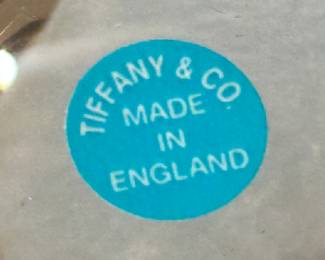 TIFFANY & CO
MADE
IN
ENGLAND